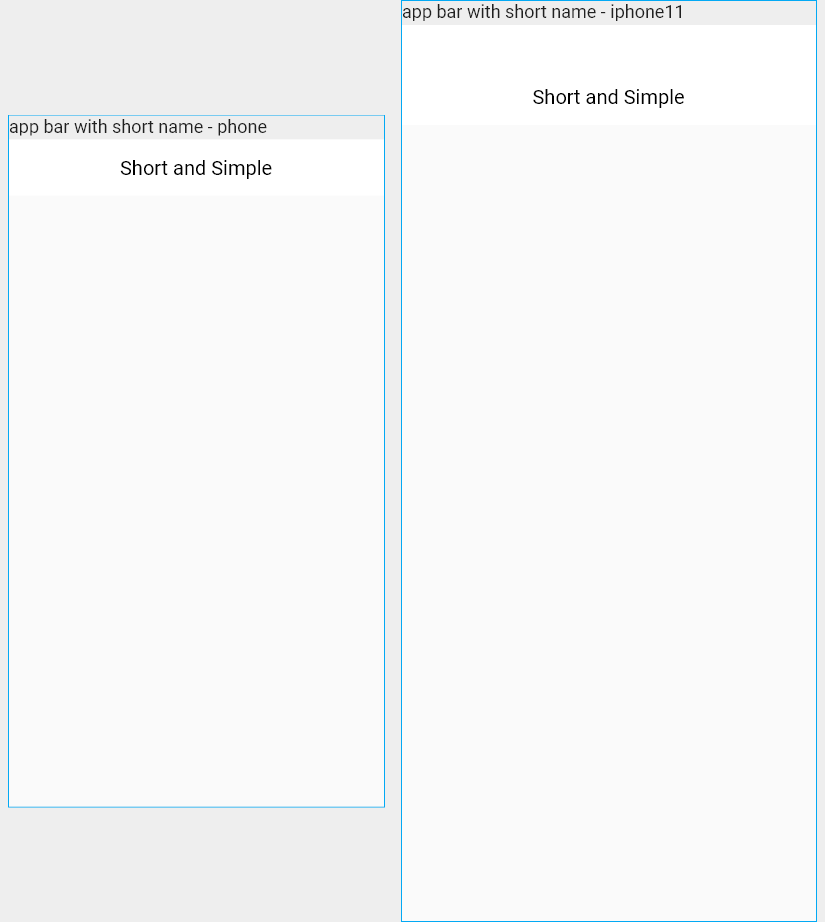 app bar with short name - phone
Short and Simple
app bar with short name - iphone11
Short and Simple